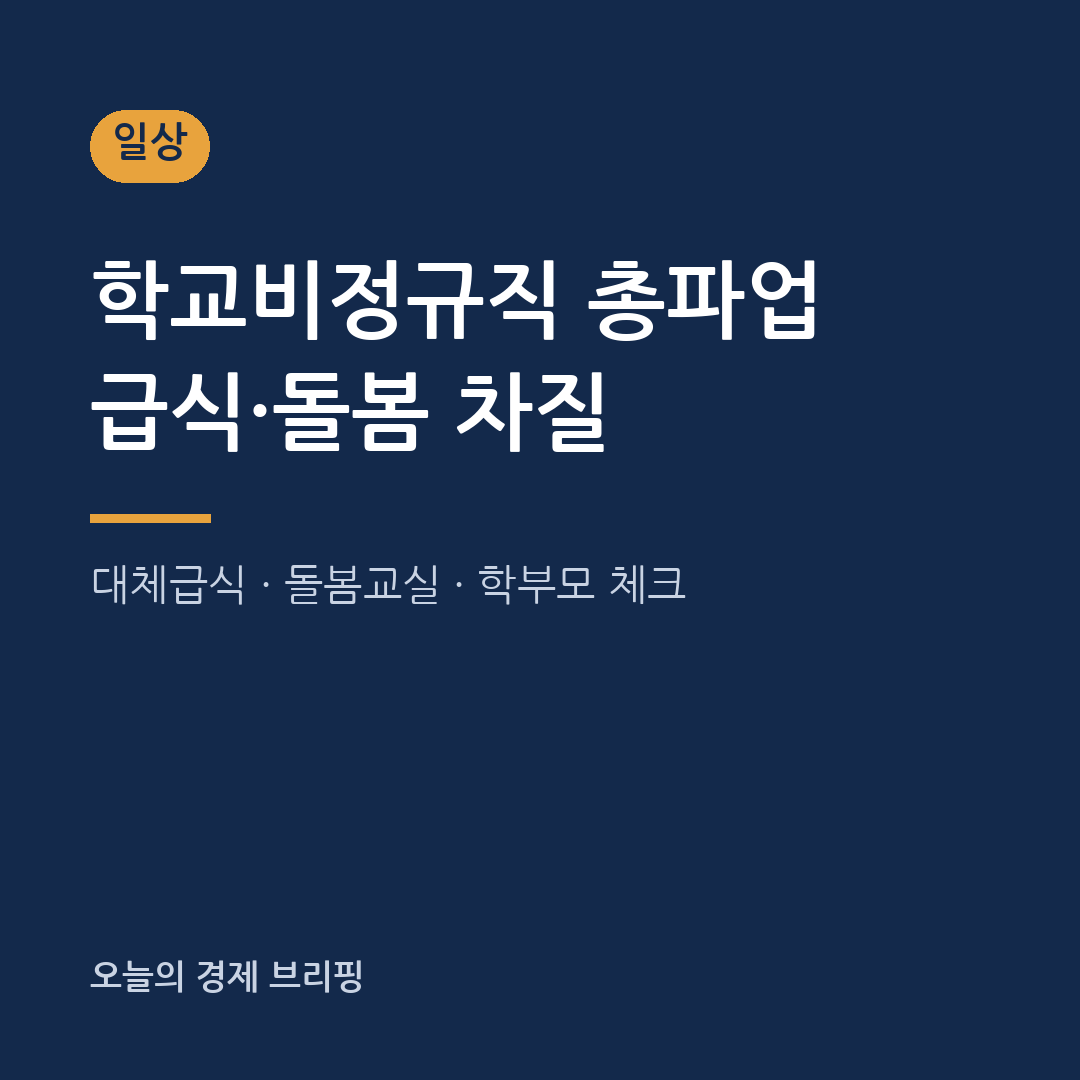 일상
학교비정규직 총파업
급식·돌봄 차질
대체급식 · 돌봄교실 · 학부모 체크
오늘의 경제 브리핑